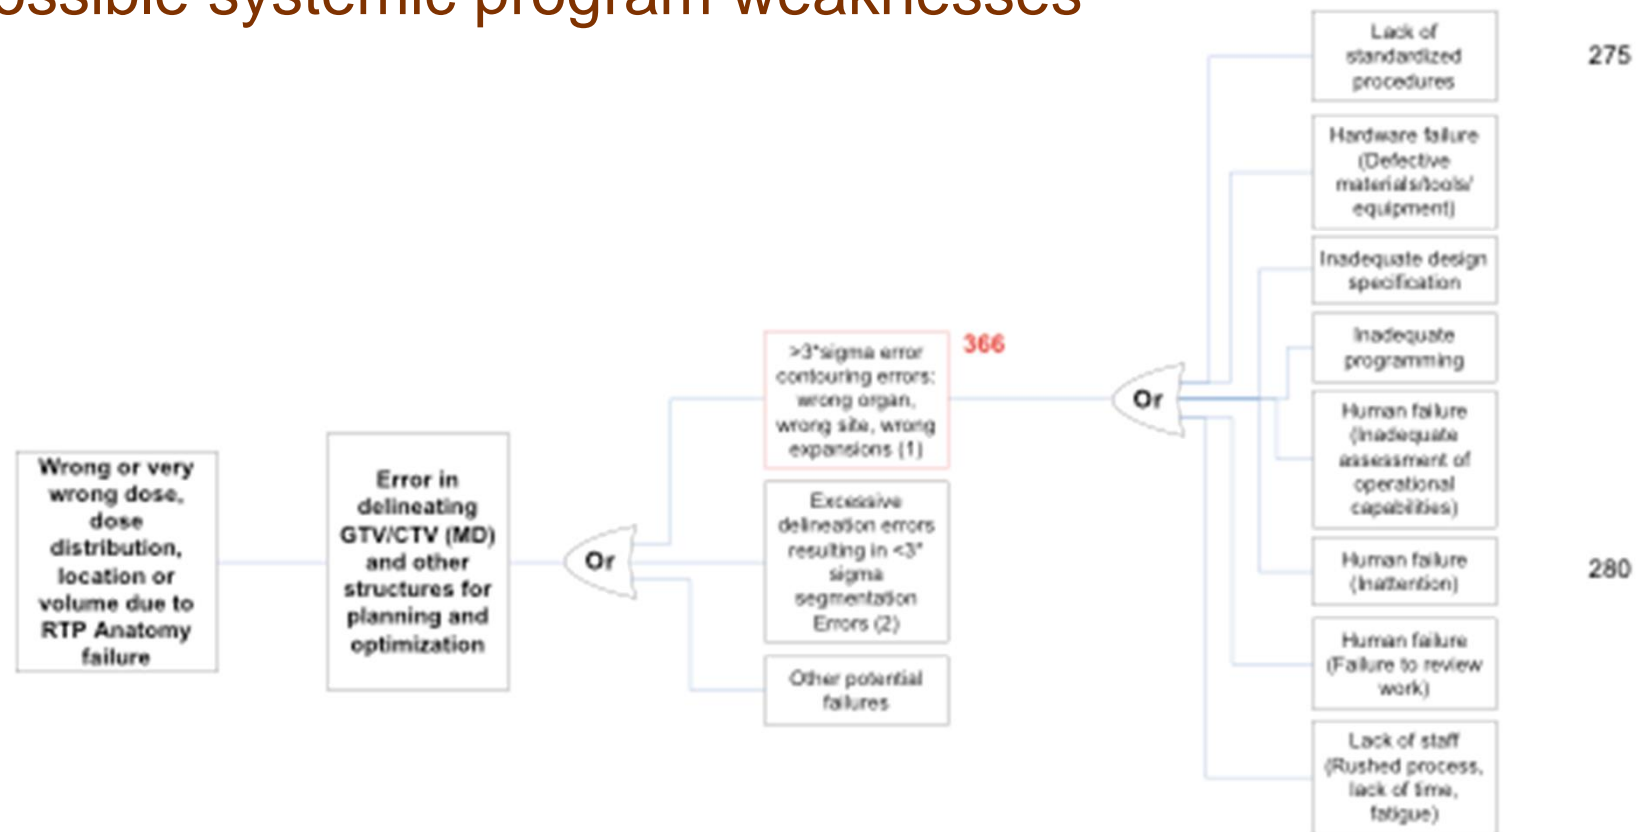 ossible systemic program weaknesses
Lack of
standardized
procedures
275
Hardware failure
(Defective
materials/tools/
equipment)
Inadequate design
specification
Inadequate
programming
Human failure
(Inadequate
assessment of
operational
capabilities)
Human failure
(Inattention)
280
Human failure
(Failure to review
work)
Lack of staff
(Rushed process,
lack of time,
fatigue)
Or
366
>3*sigma error
contouring errors:
wrong organ,
wrong site, wrong
expansions (1)
Excessive
delineation errors
resulting in <3*
sigma
segmentation
Errors (2)
Other potential
failures
Or
Error in
delineating
GTV/CTV (MD)
and other
structures for
planning and
optimization
Wrong or very
wrong dose,
dose
distribution,
location or
volume due to
RTP Anatomy
failure